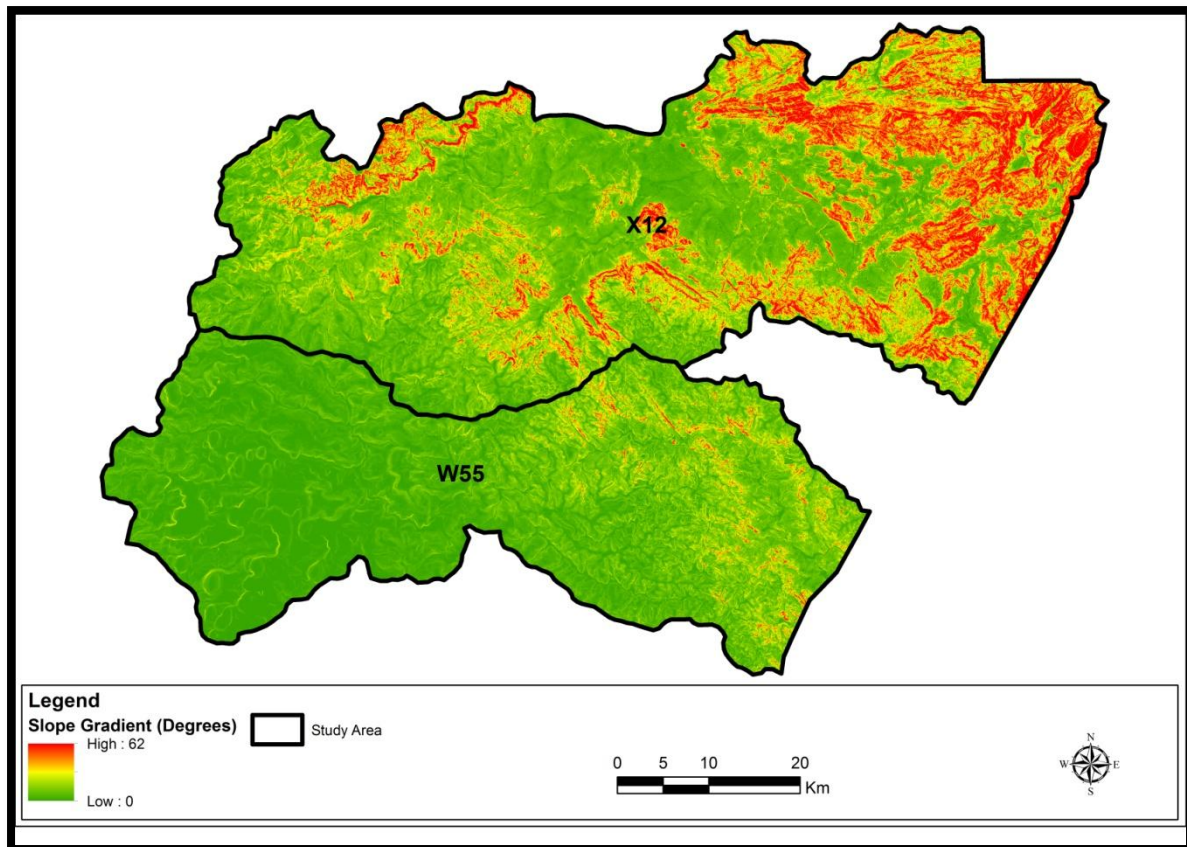 X12
W55
Legend
Slope Gradient (Degrees)
High : 62
Low : 0
Study Area
0 5 10 20
Km
N
W E
S